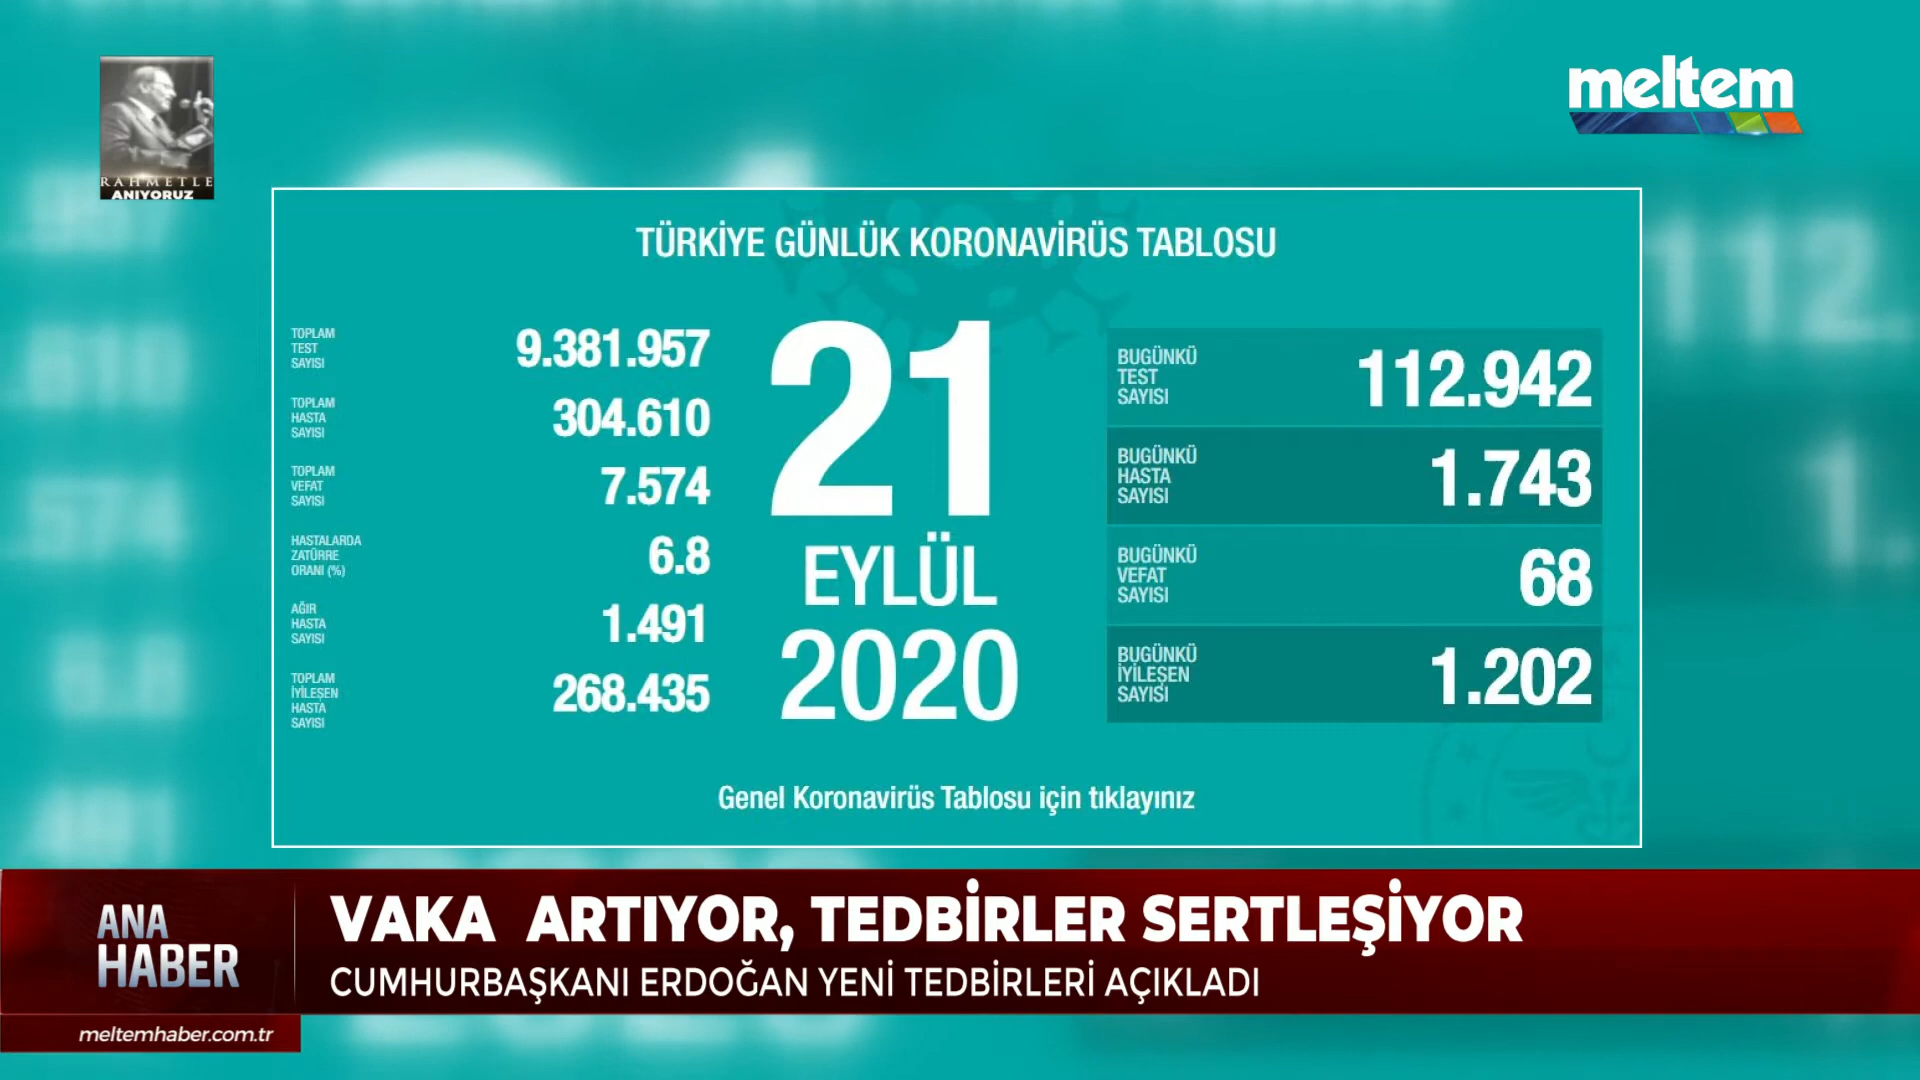 RAHMETLE
ANIYORUZ
meltem
TÜRKİYE GÜNLÜK KORONAVİRÜS TABLOSU
TOPLAM
TEST
SAYISI
9.381.957
TOPLAM
HASTA
SAYISI
304.610
TOPLAM
VEFAT
SAYISI
7.574
HASTALARDA
ZATÜRRE
ORANI (%)
6.8
AĞIR
HASTA
SAYISI
1.491
TOPLAM
İYİLEŞEN
HASTA
SAYISI
268.435
21
EYLÜL
2020
BUGÜNKÜ
TEST
SAYISI
112.942
BUGÜNKÜ
HASTA
SAYISI
1.743
BUGÜNKÜ
VEFAT
SAYISI
68
BUGÜNKÜ
İYİLEŞEN
SAYISI
1.202
Genel Koronavirüs Tablosu için tıklayınız
ANA
HABER
VAKA  ARTIYOR, TEDBİRLER SERTLEŞİYOR
CUMHURBAŞKANI ERDOĞAN YENİ TEDBİRLERİ AÇIKLADI
meltemhaber.com.tr